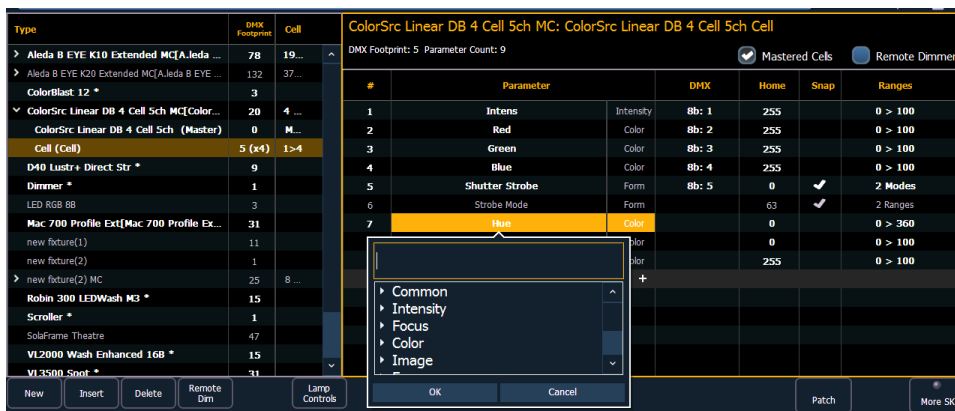 Type DMX Footprint Cell
> Aleda B EYE K10 Extended MC[A.leda ... 78 19...
> Aleda B EYE K20 Extended MC[A.leda B EYE ... 132 37...
ColorBlast 12 * 3
ColorSrc Linear DB 4 Cell 5ch MC[Color... 20 4 ...
ColorSrc Linear DB 4 Cell 5ch (Master) 0 M...
Cell (Cell) 5 (x4) 1>4
D40 Lustr+ Direct Str * 9
Dimmer * 1
LED RGB 8B 3
Mac 700 Profile Ext[Mac 700 Profile Ex... 31
new fixture(1) 11
new fixture(2) 1
> new fixture(2) MC 25 8 ...
Robin 300 LEDWash M3 * 15
Scroller * 1
SolaFrame Theatre 47
VL2000 Wash Enhanced 16B * 15
VL3500 Spot * 31
ColorSrc Linear DB 4 Cell 5ch MC: ColorSrc Linear DB 4 Cell 5ch Cell
DMX Footprint: 5 Parameter Count: 9
Mastered Cells Remote Dimmer
# Parameter DMX Home Snap Ranges
1 Intens Intensity 8b: 1 255 0 > 100
2 Red Color 8b: 2 255 0 > 100
3 Green Color 8b: 3 255 0 > 100
4 Blue Color 8b: 4 255 0 > 100
5 Shutter Strobe Form 8b: 5 0 2 Modes
6 Strobe Mode Form 63 2 Ranges
7 Hue Color 0 0 > 360
0 0 > 100
255 0 > 100
+
Common
Intensity
Focus
Color
Image
OK Cancel
New Insert Delete Remote Dim Lamp Controls Patch More SK